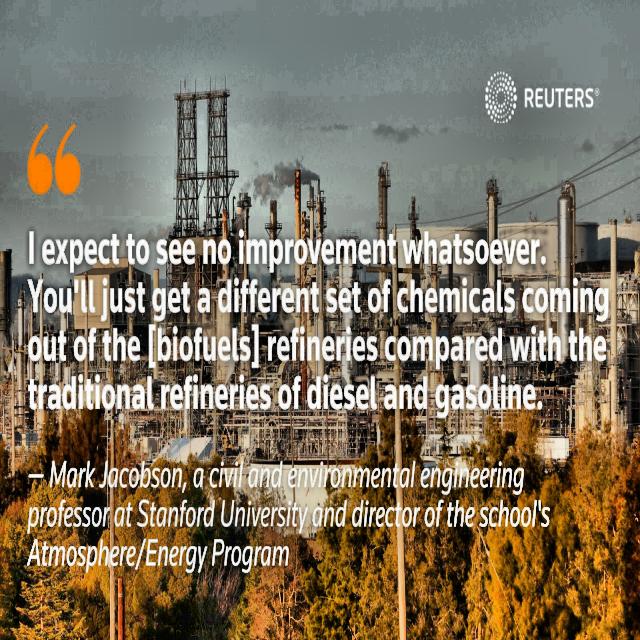 REUTERS®
“
I expect to see no improvement whatsoever.
You'll just get a different set of chemicals coming
out of the [biofuels] refineries compared with the
traditional refineries of diesel and gasoline.
– Mark Jacobson, a civil and environmental engineering
professor at Stanford University and director of the school's
Atmosphere/Energy Program